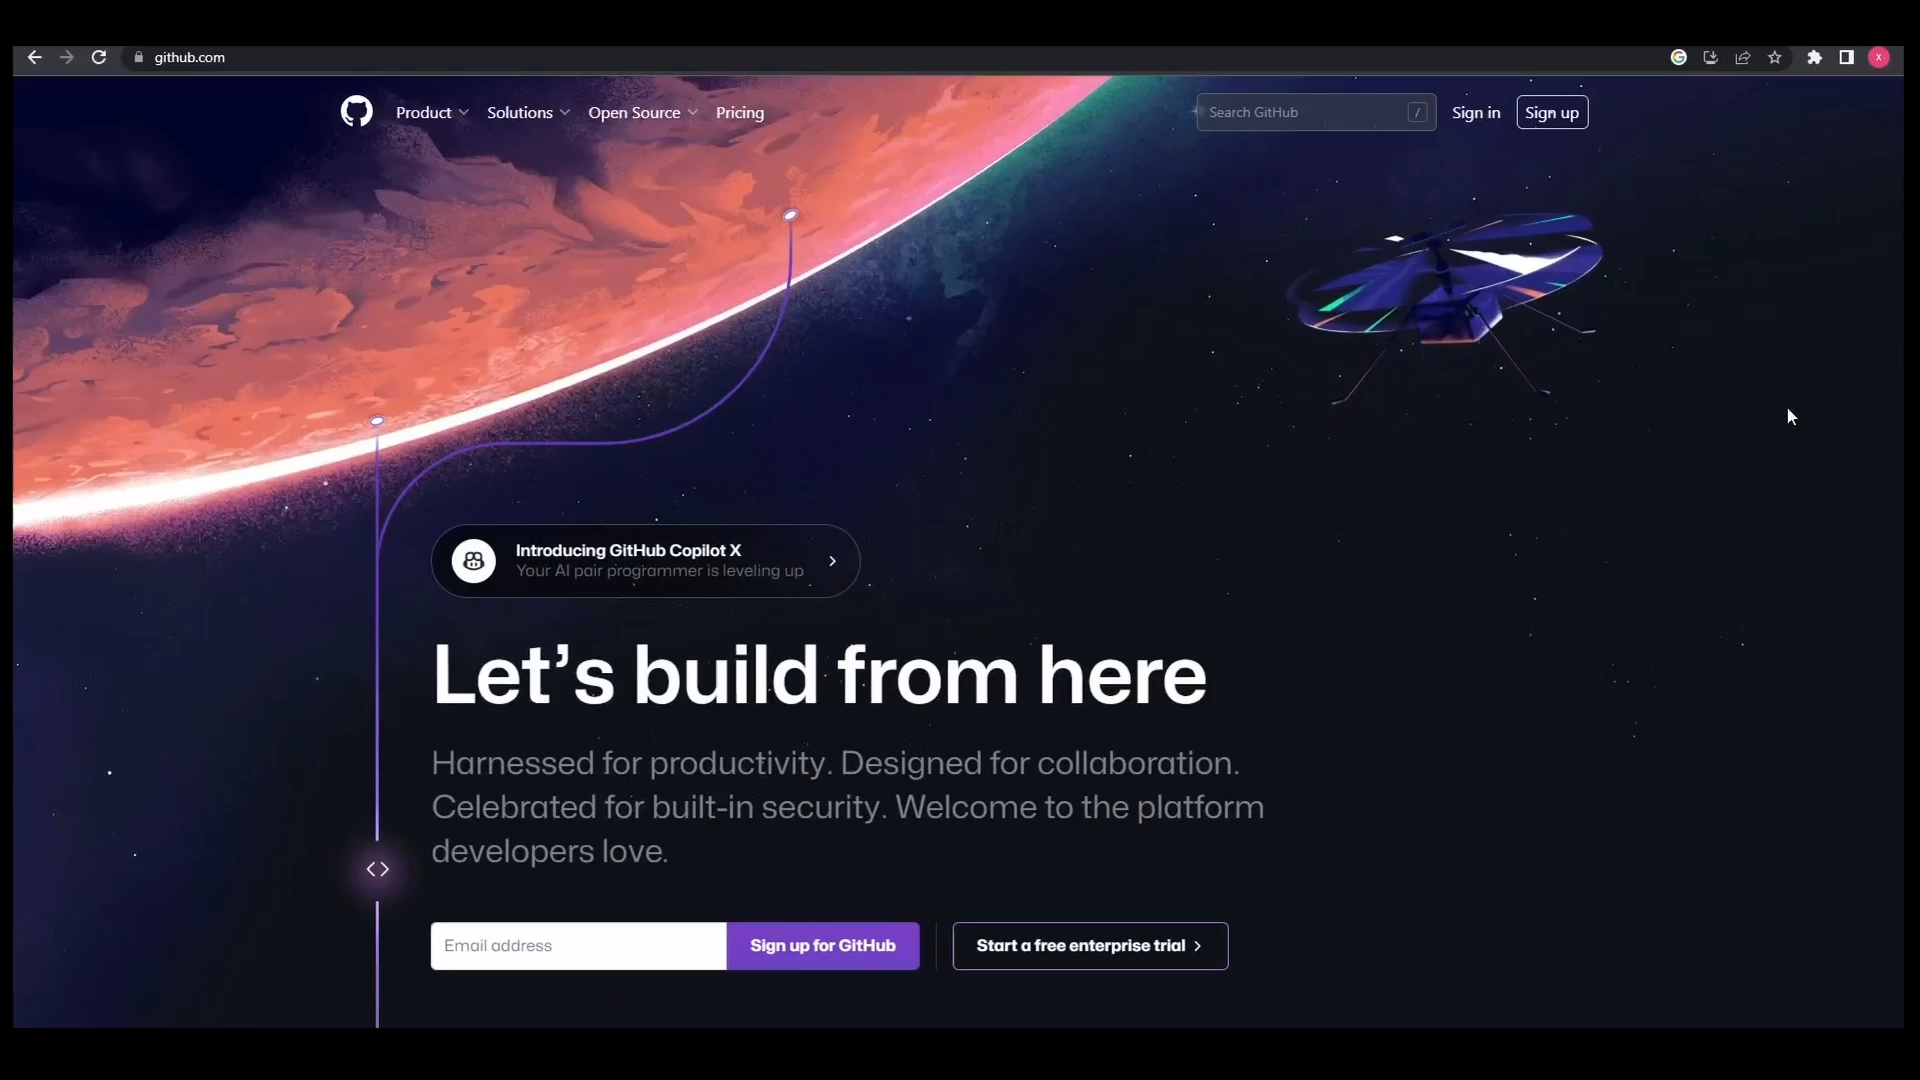 github.com
X
Product
Solutions
Open Source
Pricing
Search GitHub
/
Sign in
Sign up
Introducing GitHub Copilot X
Your AI pair programmer is leveling up
Let’s build from here
Harnessed for productivity. Designed for collaboration.
Celebrated for built-in security. Welcome to the platform
developers love.
Email address
Sign up for GitHub
Start a free enterprise trial